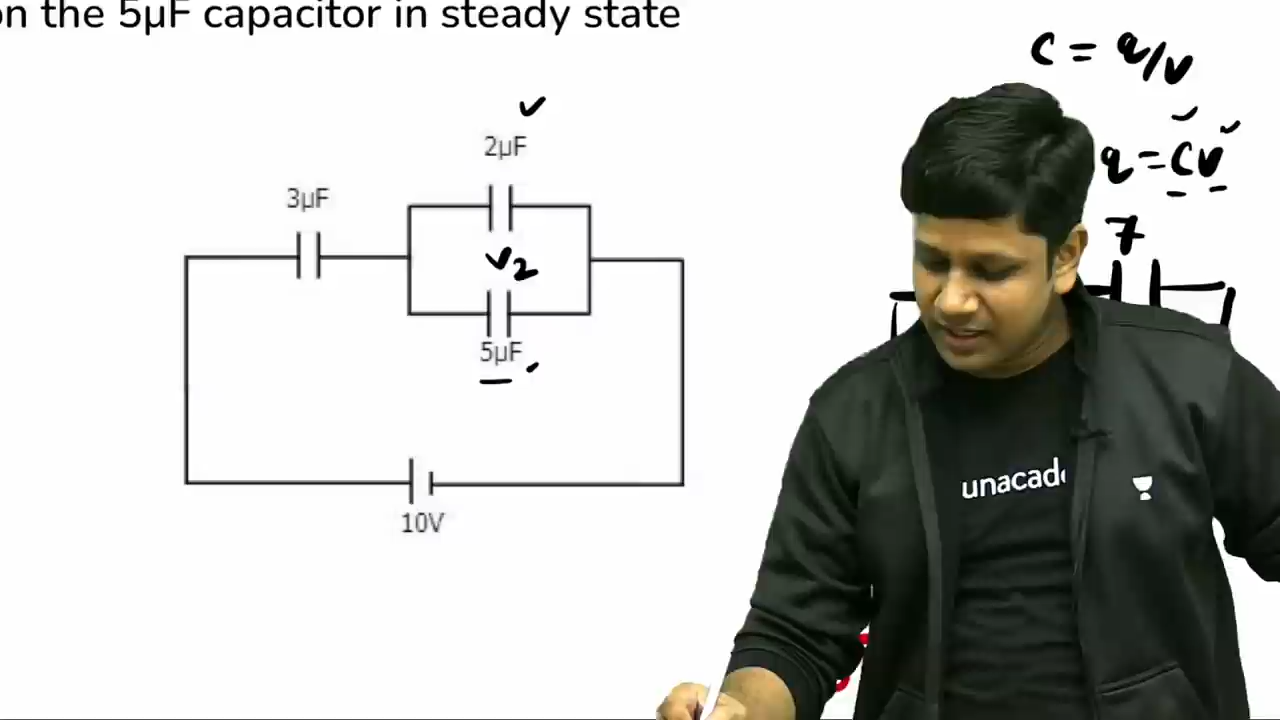 on the 5μF capacitor in steady state
C = q/v
2μF
q = CV
3μF
7
V2
5μF
10V
unacad